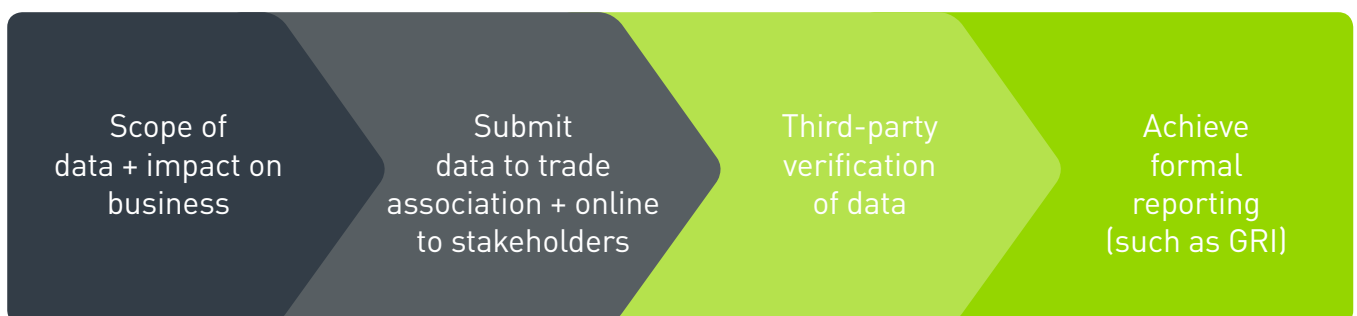 Scope of
data + impact on
business
Submit
data to trade
association + online
to stakeholders
Third-party
verification
of data
Achieve
formal
reporting
(such as GRI)